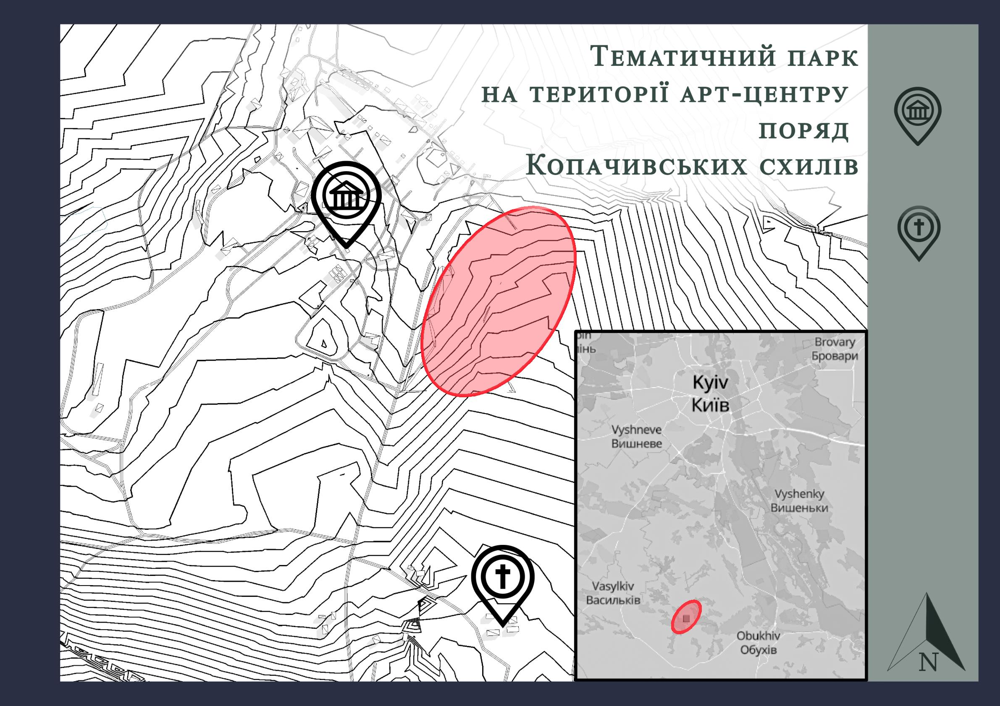 Тематичний парк
на території арт-центру
поряд
Копачивських схилів
Brovary
Бровари
Kyiv
Київ
Vyshneve
Вишневе
Vyshenky
Вишеньки
Vasylkiv
Васильків
Obukhiv
Обухів
N